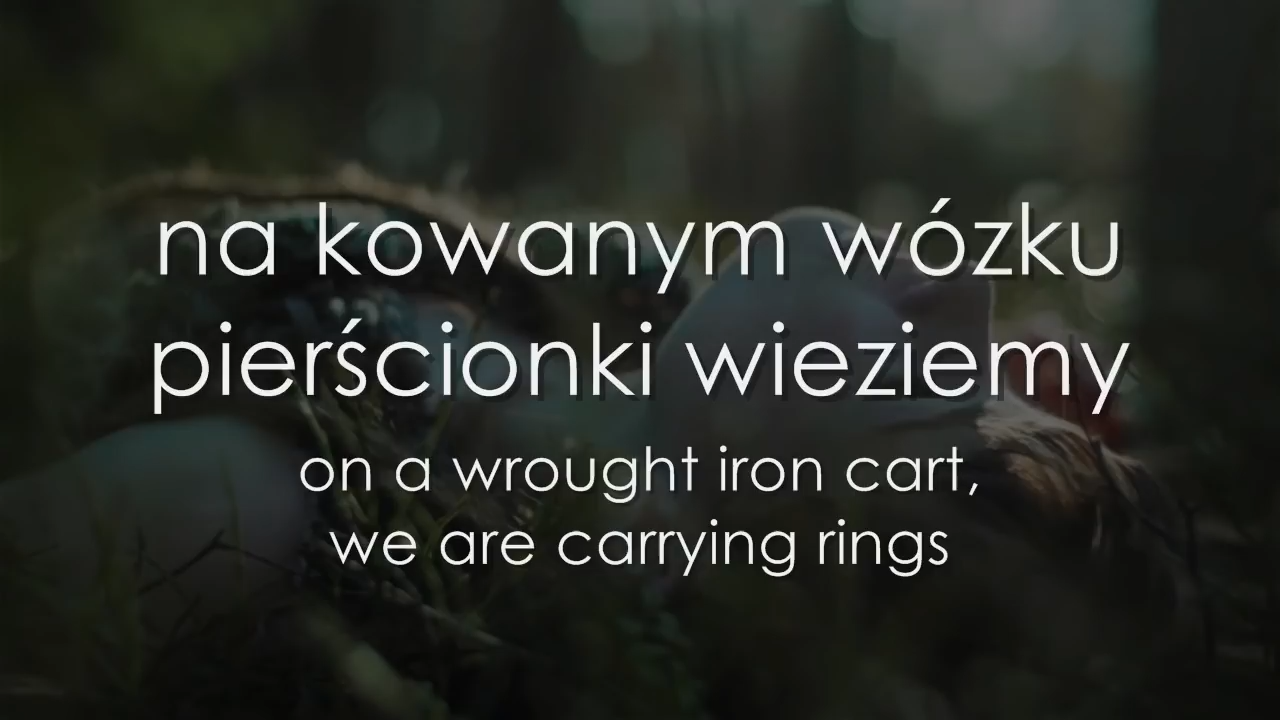 na kowanym wózku
pierścionki wieziemy
on a wrought iron cart,
we are carrying rings